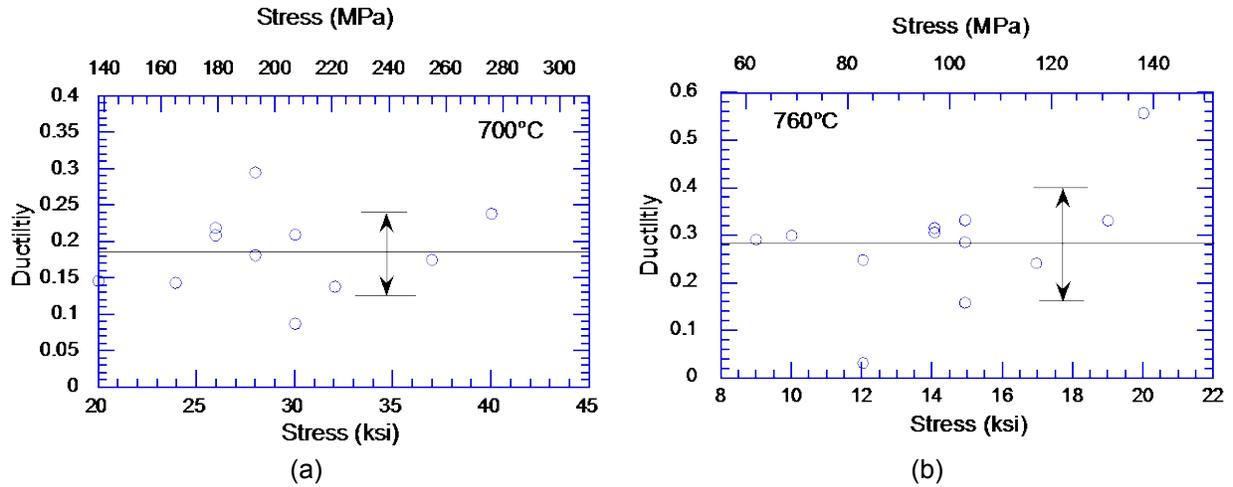 Stress (MPa)
140 160 180 200 220 240 260 280 300
0.4
0.35
0.3
0.25
0.2
0.15
0.1
0.05
0
Ductiltiy
700°C
20 25 30 35 40 45
Stress (ksi)
(a)
Stress (MPa)
60 80 100 120 140
0.6
0.5
0.4
0.3
0.2
0.1
0
Ductiltiy
760°C
8 10 12 14 16 18 20 22
Stress (ksi)
(b)